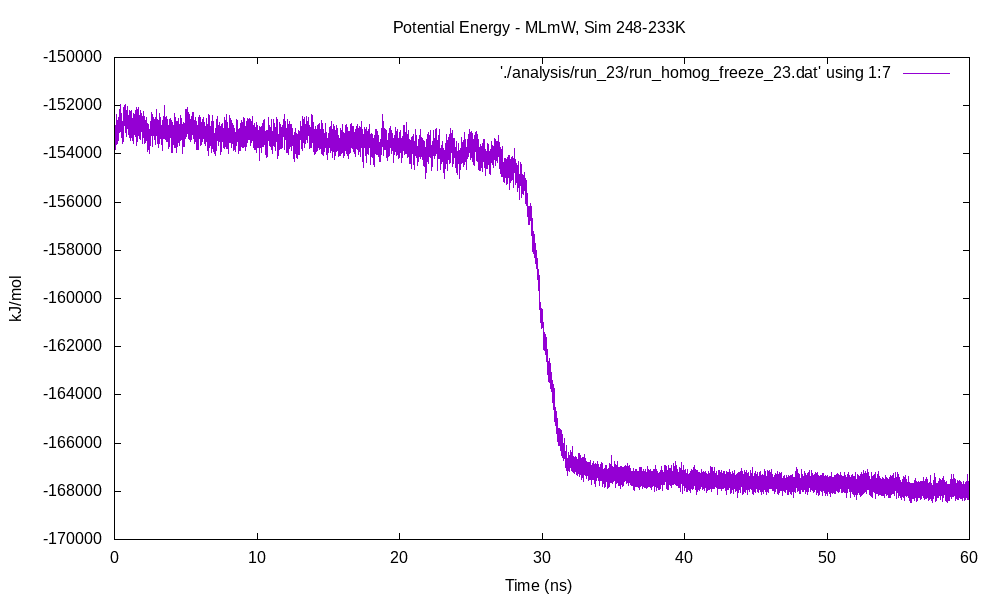 Potential Energy - MLmW, Sim 248-233K
'./analysis/run_23/run_homog_freeze_23.dat' using 1:7
-150000
-152000
-154000
-156000
-158000
-160000
-162000
-164000
-166000
-168000
-170000
kJ/mol
0 10 20 30 40 50 60
Time (ns)